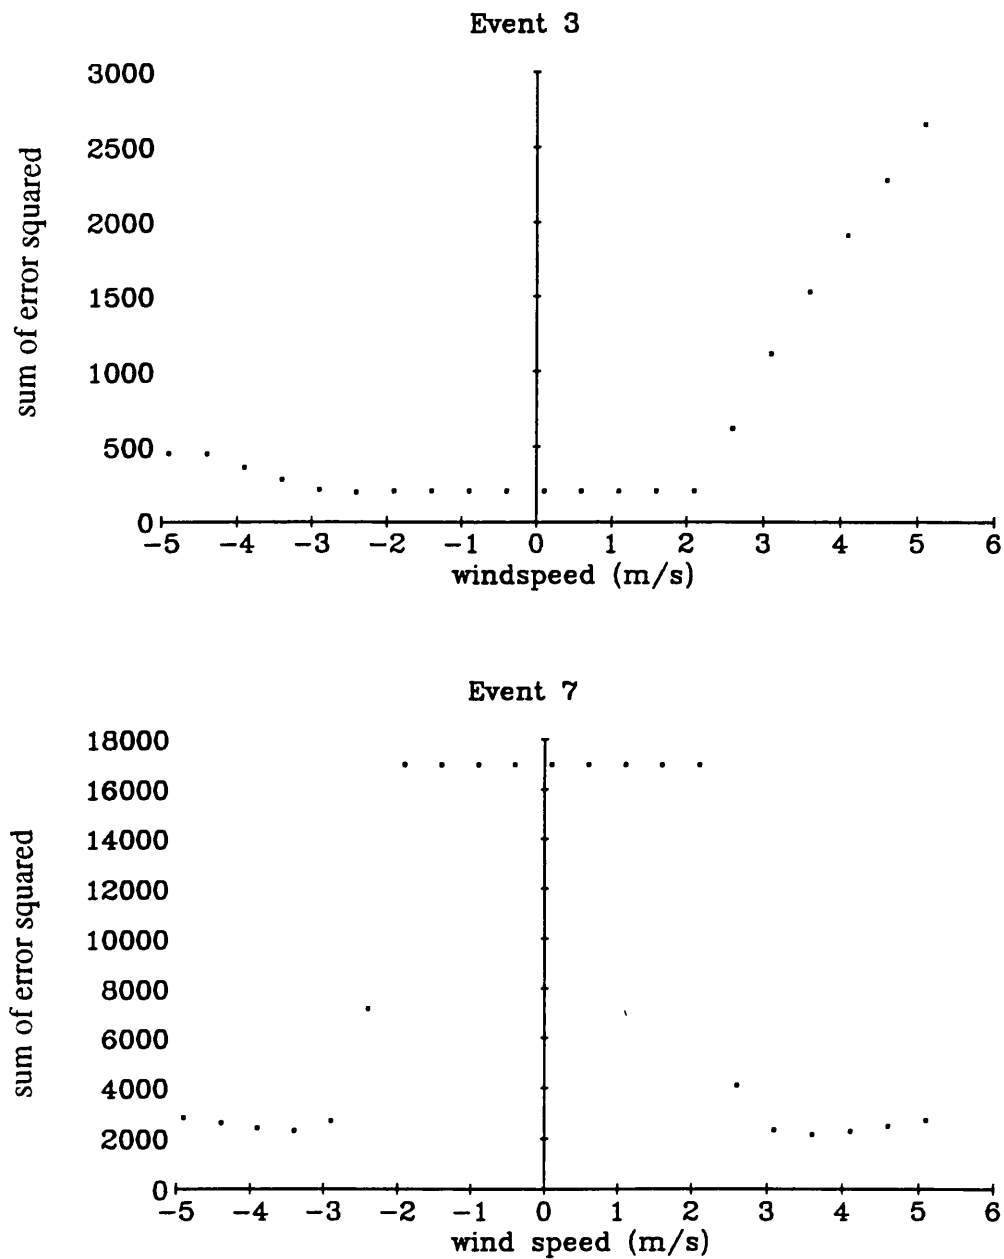 Event 3
3000
2500
2000
1500
1000
500
0
sum of error squared
-5 -4 -3 -2 -1 0 1 2 3 4 5 6
windspeed (m/s)
Event 7
18000
16000
14000
12000
10000
8000
6000
4000
2000
0
sum of error squared
-5 -4 -3 -2 -1 0 1 2 3 4 5 6
wind speed (m/s)